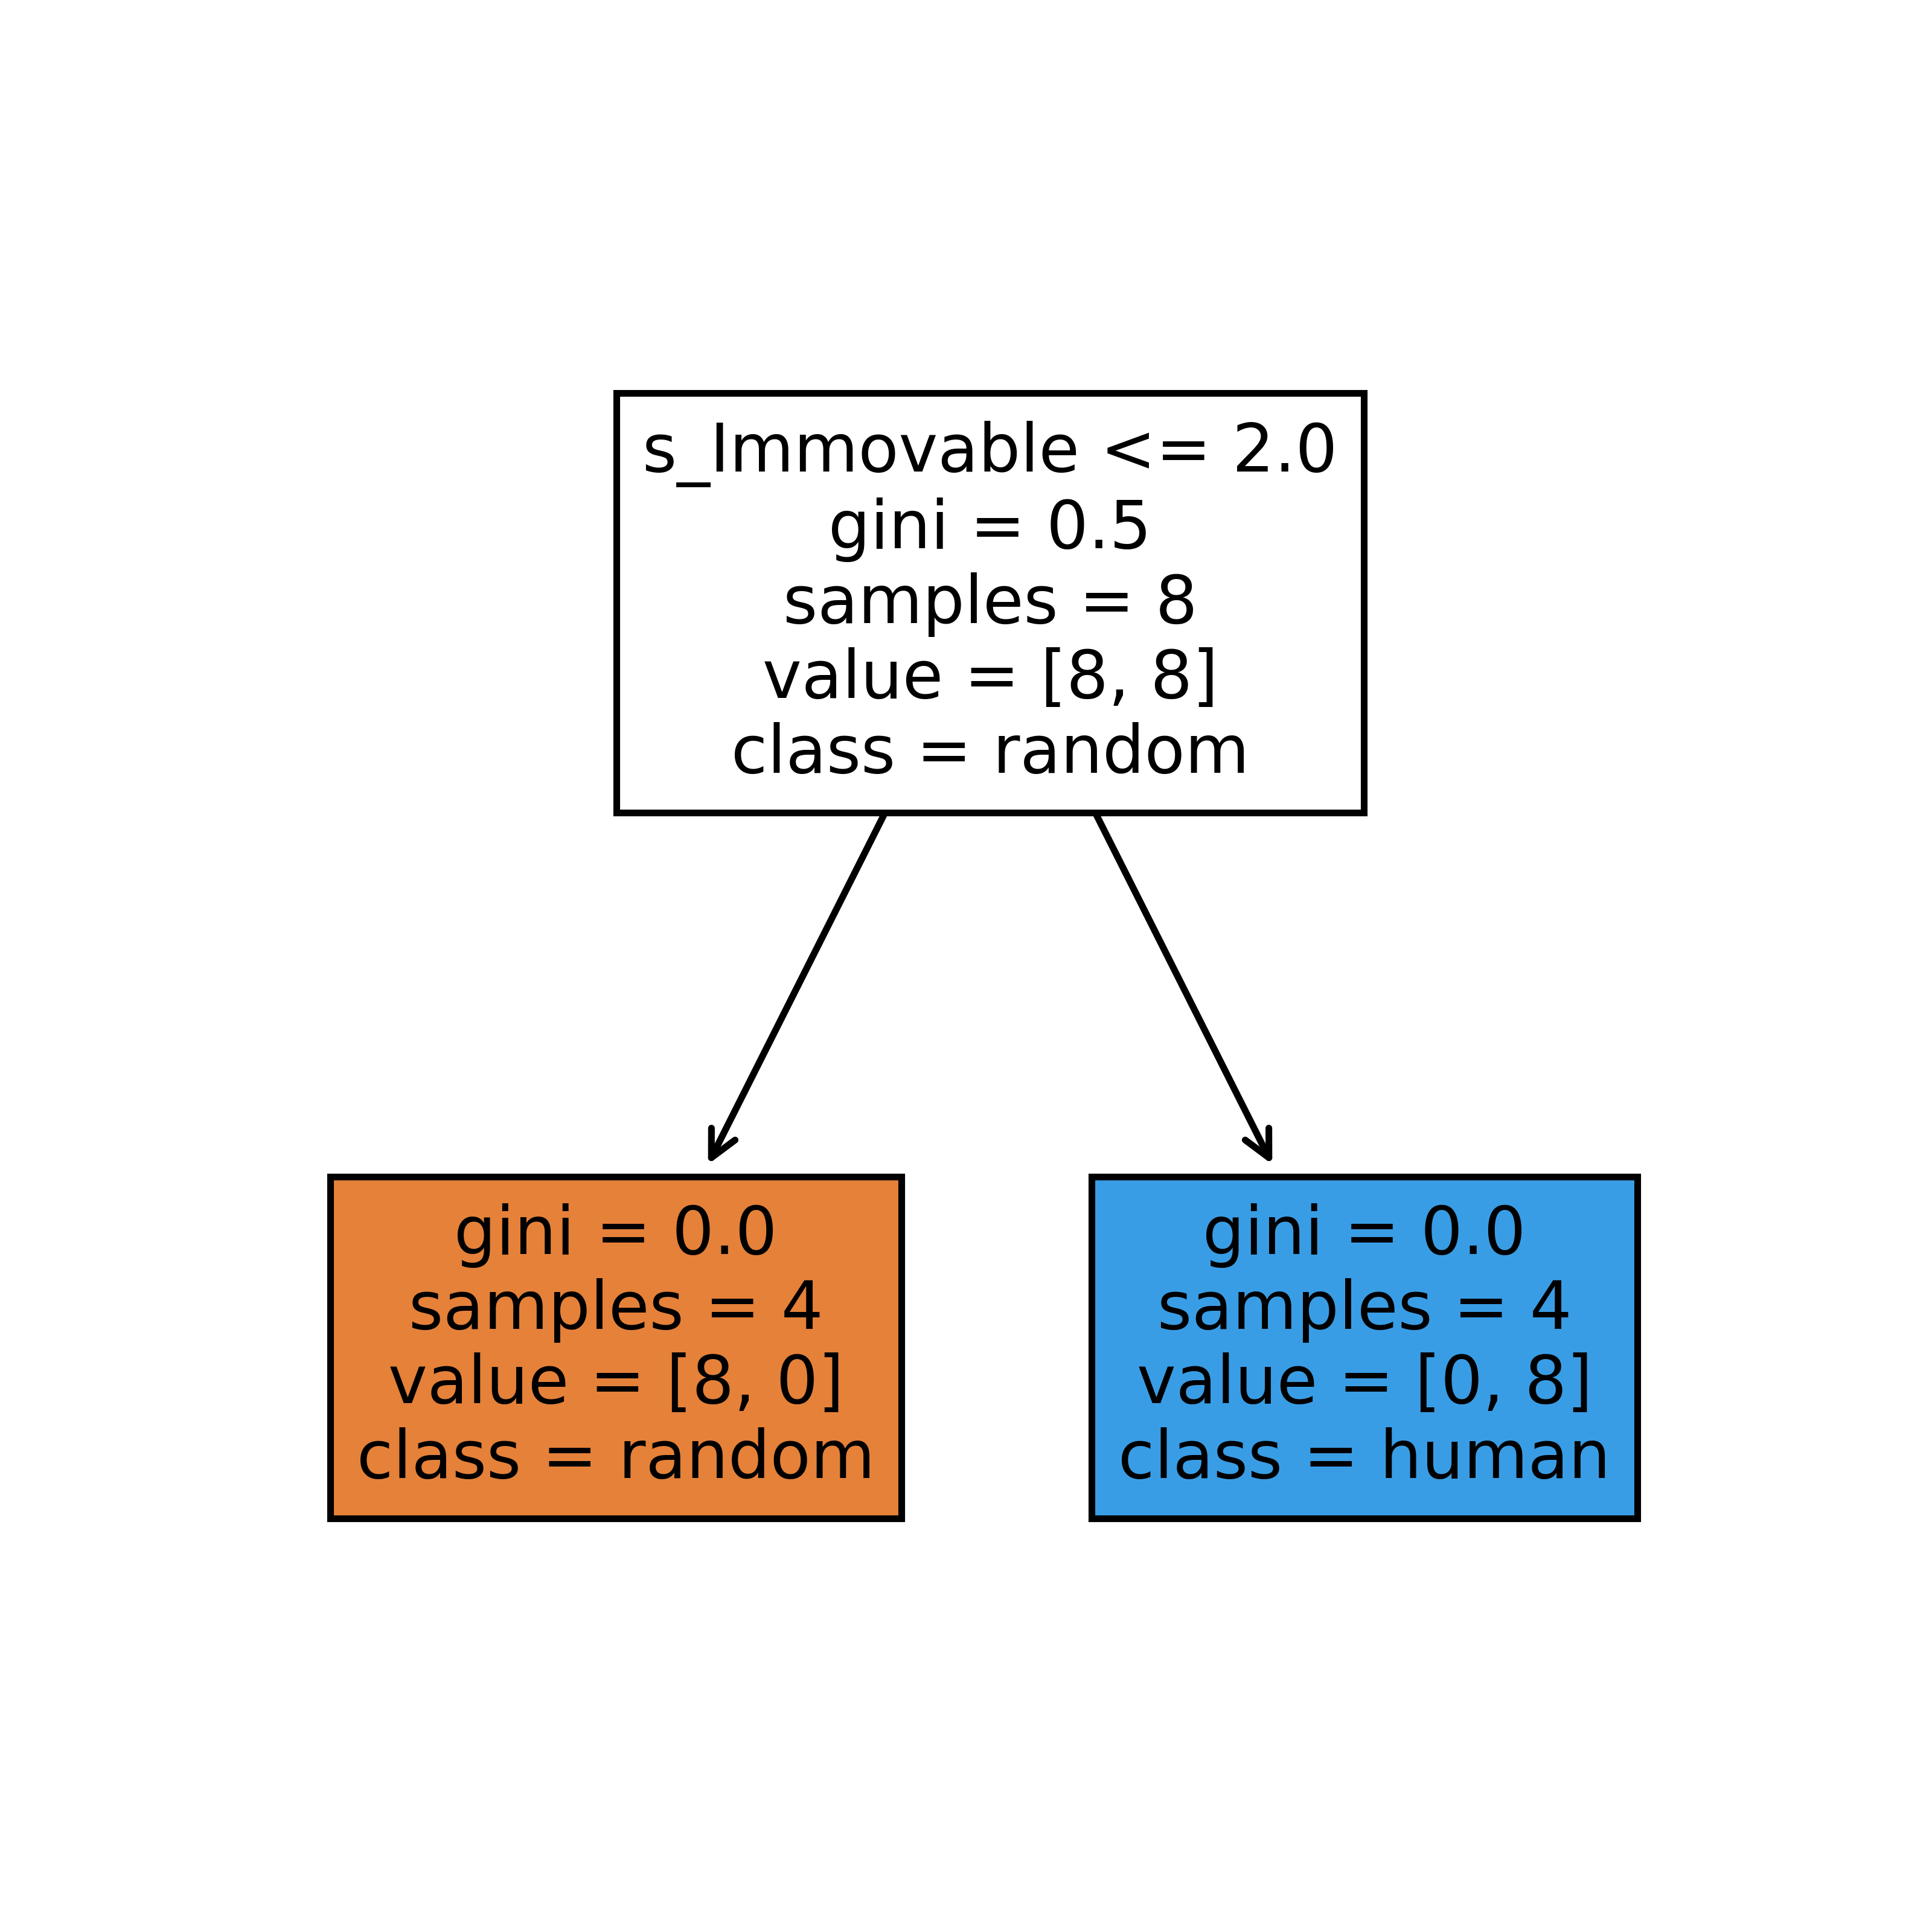 s_Immovable <= 2.0
gini = 0.5
samples = 8
value = [8, 8]
class = random
gini = 0.0
samples = 4
value = [8, 0]
class = random
gini = 0.0
samples = 4
value = [0, 8]
class = human